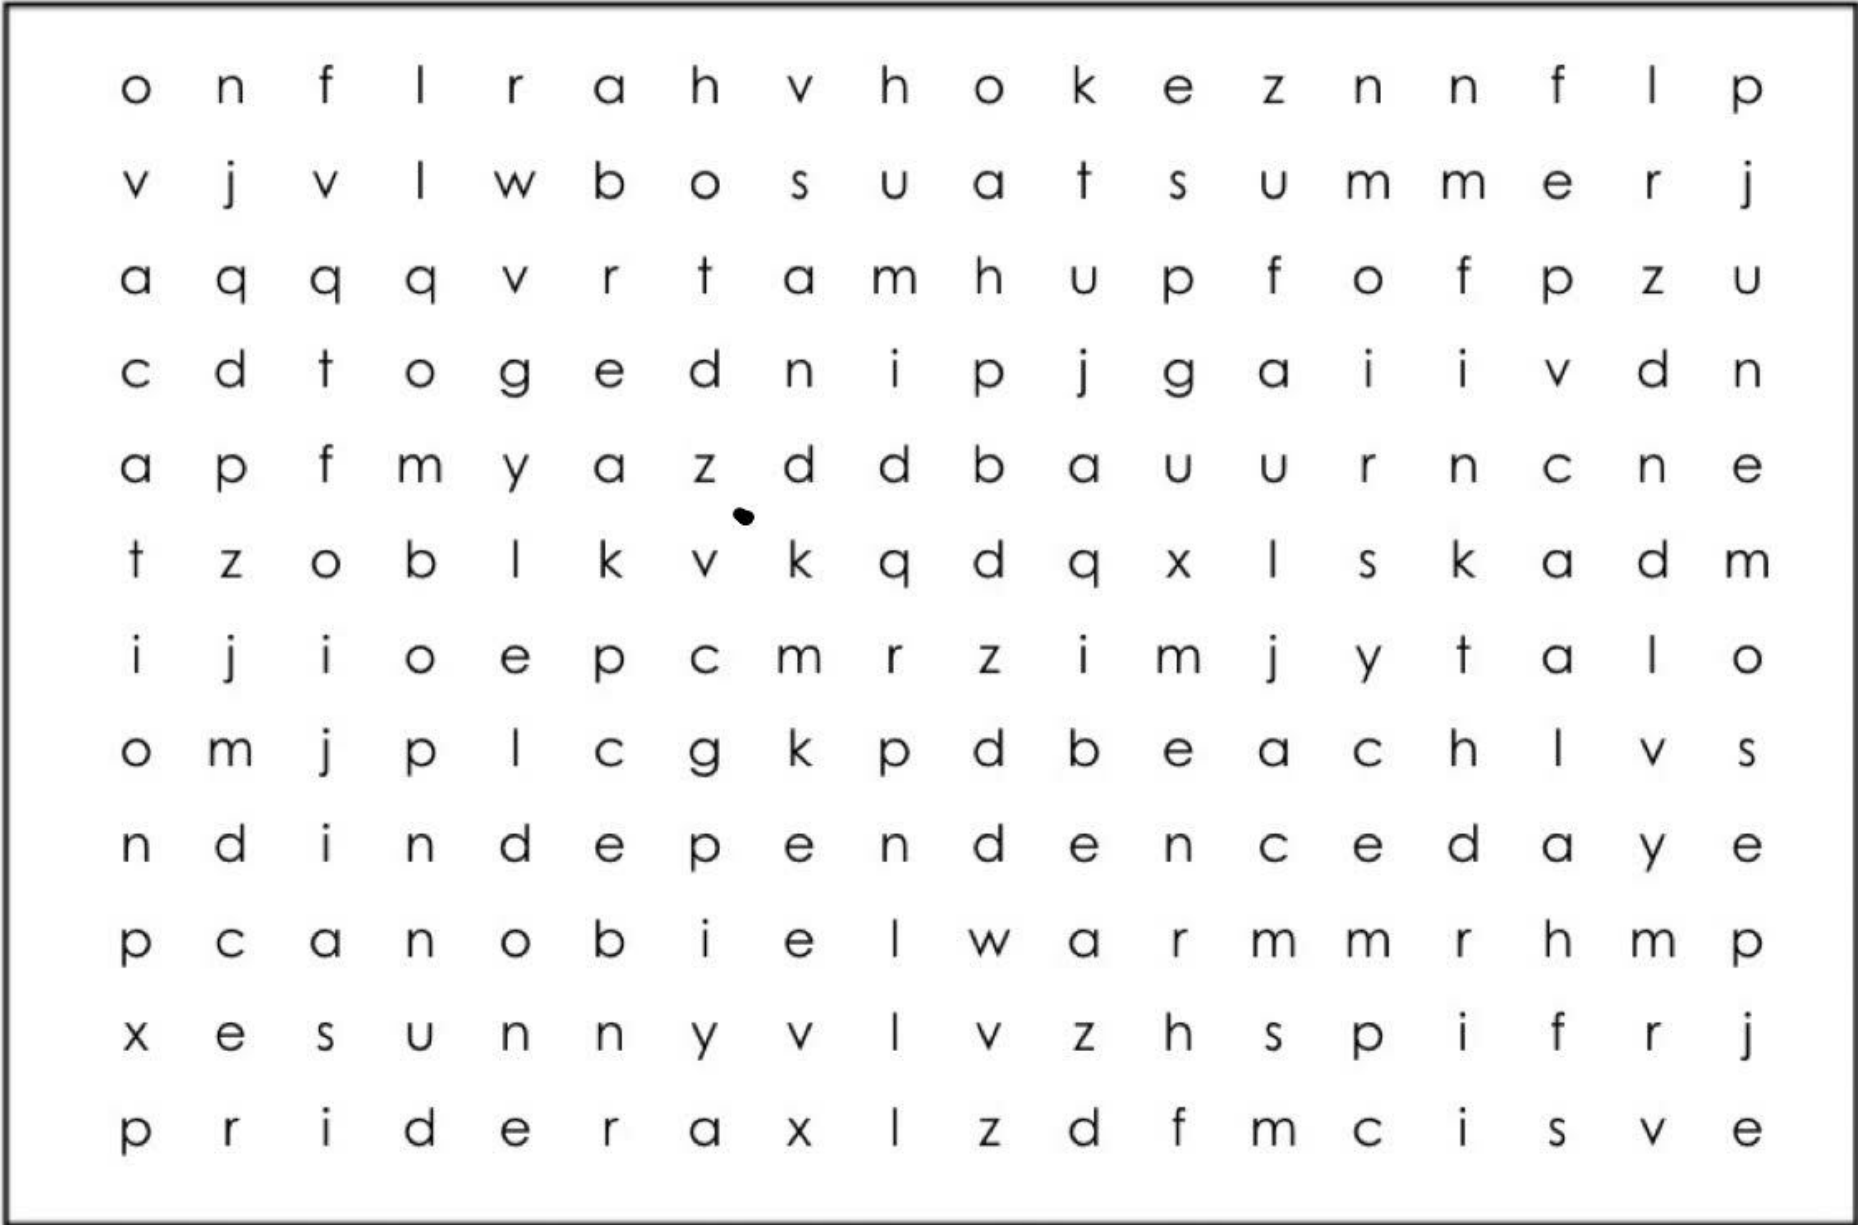 o n f l r a h v h o k e z n n f l p
v j v l w b o s u a t s u m m e r j
a q q q v r t a m h u p f o f p z u
c d t o g e d n i p j g a i i v d n
a p f m y a z d d b a u u r n c n e
t z o b l k v k q d q x l s k a d m
i j i o e p c m r z i m j y t a l o
o m j p l c g k p d b e a c h l v s
n d i n d e p e n d e n c e d a y e
p c a n o b i e l w a r m m r h m p
x e s u n n y v l v z h s p i f r j
p r i d e r a x l z d f m c i s v e